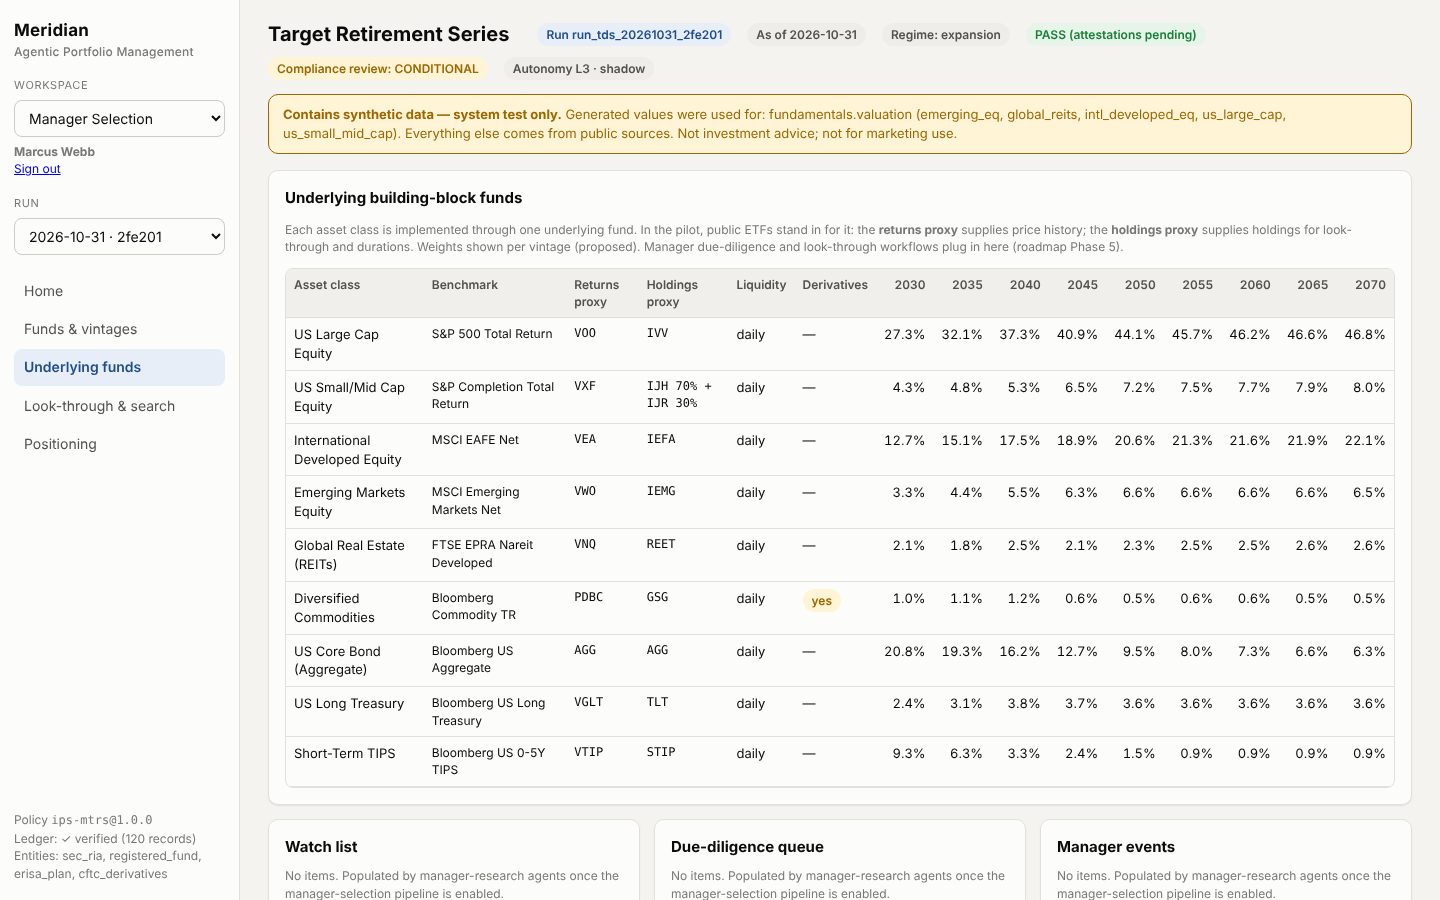 Meridian
Agentic Portfolio Management
WORKSPACE
Manager Selection
Marcus Webb
Sign out
RUN
2026-10-31 · 2fe201
Home
Funds & vintages
Underlying funds
Look-through & search
Positioning
Policy ips-mtrs@1.0.0
Ledger: ✓ verified (120 records)
Entities: sec_ria, registered_fund,
erisa_plan, cftc_derivatives
Target Retirement Series
Run run_tds_20261031_2fe201
As of 2026-10-31
Regime: expansion
PASS (attestations pending)
Compliance review: CONDITIONAL
Autonomy L3 · shadow
Contains synthetic data — system test only. Generated values were used for: fundamentals.valuation (emerging_eq, global_reits, intl_developed_eq, us_large_cap,
us_small_mid_cap). Everything else comes from public sources. Not investment advice; not for marketing use.
Underlying building-block funds
Each asset class is implemented through one underlying fund. In the pilot, public ETFs stand in for it: the returns proxy supplies price history; the holdings proxy supplies holdings for look-
through and durations. Weights shown per vintage (proposed). Manager due-diligence and look-through workflows plug in here (roadmap Phase 5).
Asset class Benchmark Returns proxy Holdings proxy Liquidity Derivatives 2030 2035 2040 2045 2050 2055 2060 2065 2070
US Large Cap Equity S&P 500 Total Return VOO IVV daily — 27.3% 32.1% 37.3% 40.9% 44.1% 45.7% 46.2% 46.6% 46.8%
US Small/Mid Cap Equity S&P Completion Total Return VXF IJH 70% + IJR 30% daily — 4.3% 4.8% 5.3% 6.5% 7.2% 7.5% 7.7% 7.9% 8.0%
International Developed Equity MSCI EAFE Net VEA IEFA daily — 12.7% 15.1% 17.5% 18.9% 20.6% 21.3% 21.6% 21.9% 22.1%
Emerging Markets Equity MSCI Emerging Markets Net VWO IEMG daily — 3.3% 4.4% 5.5% 6.3% 6.6% 6.6% 6.6% 6.6% 6.5%
Global Real Estate (REITs) FTSE EPRA Nareit Developed VNQ REET daily — 2.1% 1.8% 2.5% 2.1% 2.3% 2.5% 2.5% 2.6% 2.6%
Diversified Commodities Bloomberg Commodity TR PDBC GSG daily yes 1.0% 1.1% 1.2% 0.6% 0.5% 0.6% 0.6% 0.5% 0.5%
US Core Bond (Aggregate) Bloomberg US Aggregate AGG AGG daily — 20.8% 19.3% 16.2% 12.7% 9.5% 8.0% 7.3% 6.6% 6.3%
US Long Treasury Bloomberg US Long Treasury VGLT TLT daily — 2.4% 3.1% 3.8% 3.7% 3.6% 3.6% 3.6% 3.6% 3.6%
Short-Term TIPS Bloomberg US 0-5Y TIPS VTIP STIP daily — 9.3% 6.3% 3.3% 2.4% 1.5% 0.9% 0.9% 0.9% 0.9%
Watch list
No items. Populated by manager-research agents once the
manager-selection pipeline is enabled.
Due-diligence queue
No items. Populated by manager-research agents once the
manager-selection pipeline is enabled.
Manager events
No items. Populated by manager-research agents once the
manager-selection pipeline is enabled.